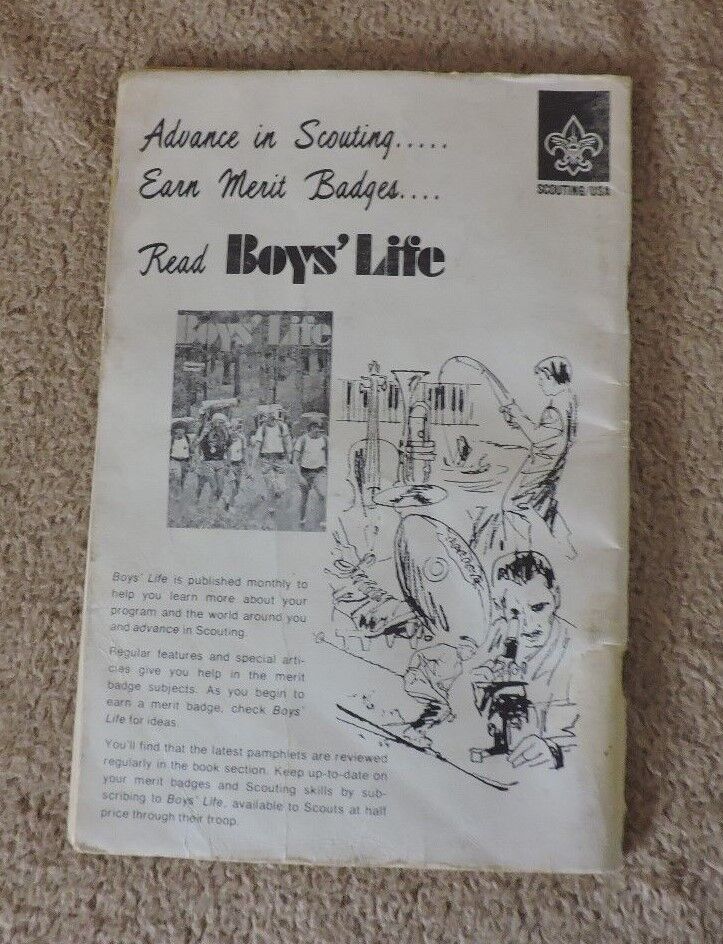 Advance in Scouting.....
Earn Merit Badges....
SCOUTING/USA
Read Boys' Life
Boys' Life
Boys' Life is published monthly to
help you learn more about your
program and the world around you
and advance in Scouting.
Regular features and special arti-
cles give you help in the merit
badge subjects. As you begin to
earn a merit badge, check Boys'
Life for ideas.
You'll find that the latest pamphlets are reviewed
regularly in the book section. Keep up-to-date on
your merit badges and Scouting skills by sub-
scribing to Boys' Life, available to Scouts at half
price through their troop.